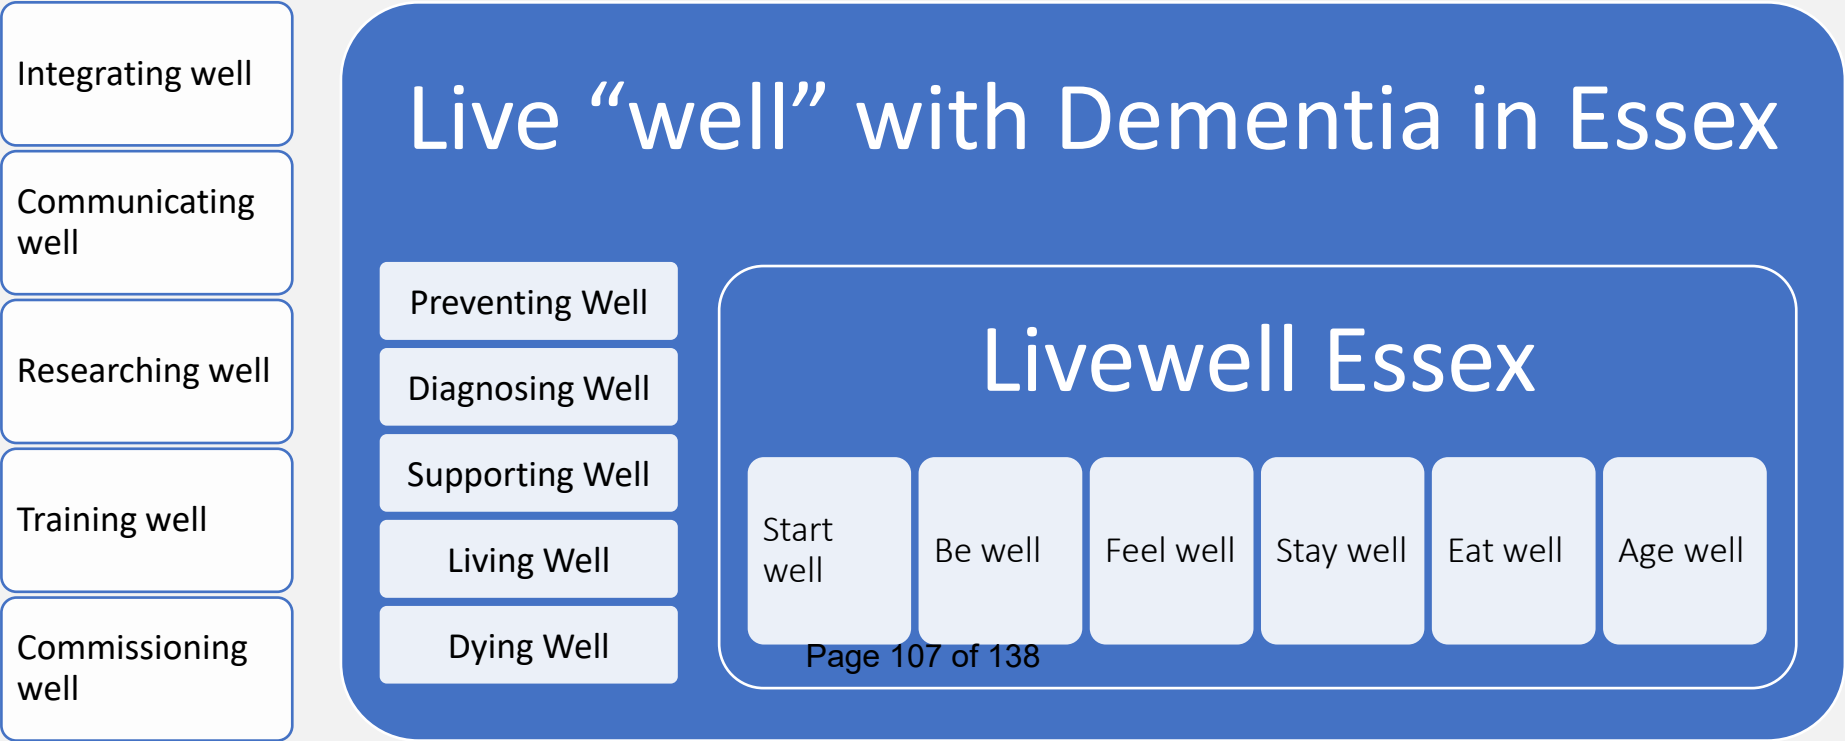 Integrating well
Communicating
well
Researching well
Training well
Commissioning
well
Live “well” with Dementia in Essex
Preventing Well
Diagnosing Well
Supporting Well
Living Well
Dying Well
Livewell Essex
Start
well
Be well
Feel well
Stay well
Eat well
Age well
Page 107 of 138